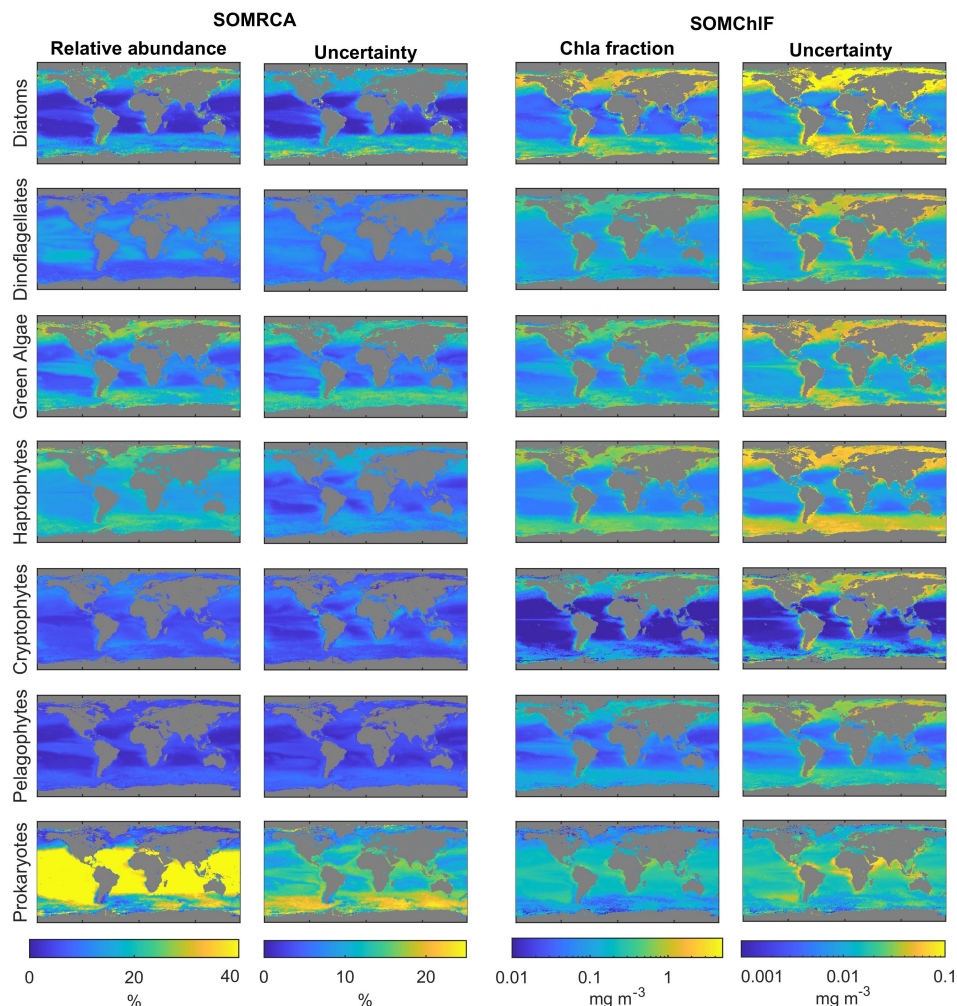 SOMRCA
SOMChlF
Relative abundance
Uncertainty
Chla fraction
Uncertainty
Diatoms
Dinoflagellates
Green Algae
Haptophytes
Cryptophytes
Pelagophytes
Prokaryotes
0 20 40
%
0 10 20
%
0.01 0.1 1
mg m⁻³
0.001 0.01 0.1
mg m⁻³